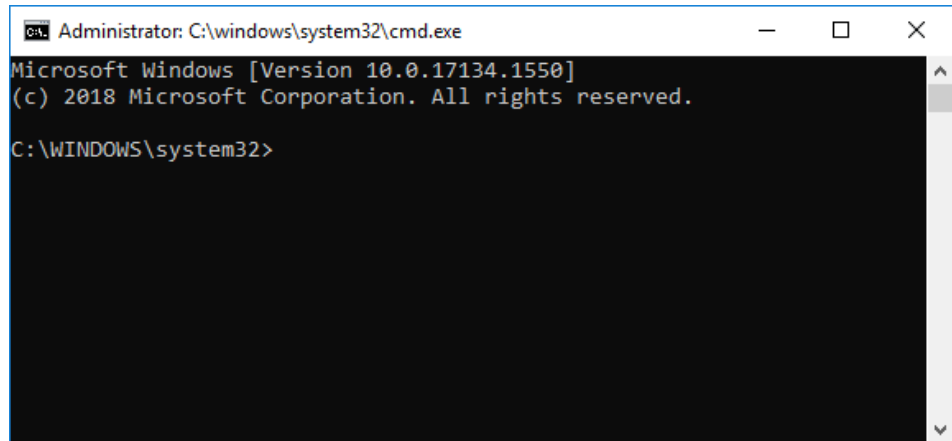 Administrator: C:\windows\system32\cmd.exe
Microsoft Windows [Version 10.0.17134.1550]
(c) 2018 Microsoft Corporation. All rights reserved.
C:\WINDOWS\system32>